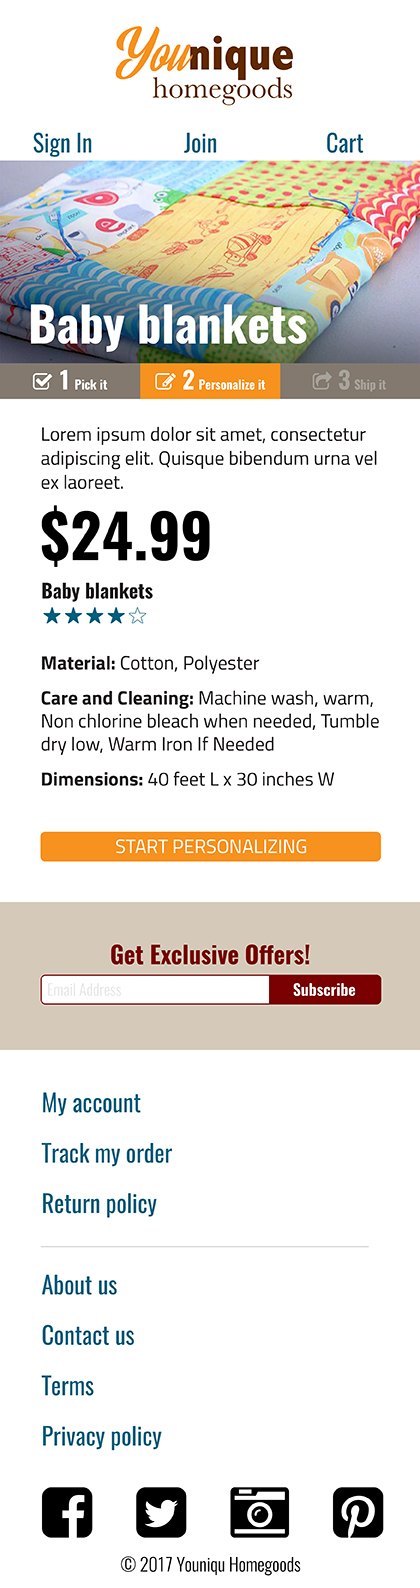 Younique
homegoods
Sign In Join Cart
Baby blankets
1 Pick it 2 Personalize it 3 Ship it
Lorem ipsum dolor sit amet, consectetur
adipiscing elit. Quisque bibendum urna vel
ex laoreet.
$24.99
Baby blankets
Material: Cotton, Polyester
Care and Cleaning: Machine wash, warm,
Non chlorine bleach when needed, Tumble
dry low, Warm Iron If Needed
Dimensions: 40 feet L x 30 inches W
START PERSONALIZING
Get Exclusive Offers!
Email Address Subscribe
My account
Track my order
Return policy
About us
Contact us
Terms
Privacy policy
© 2017 Youniqu Homegoods